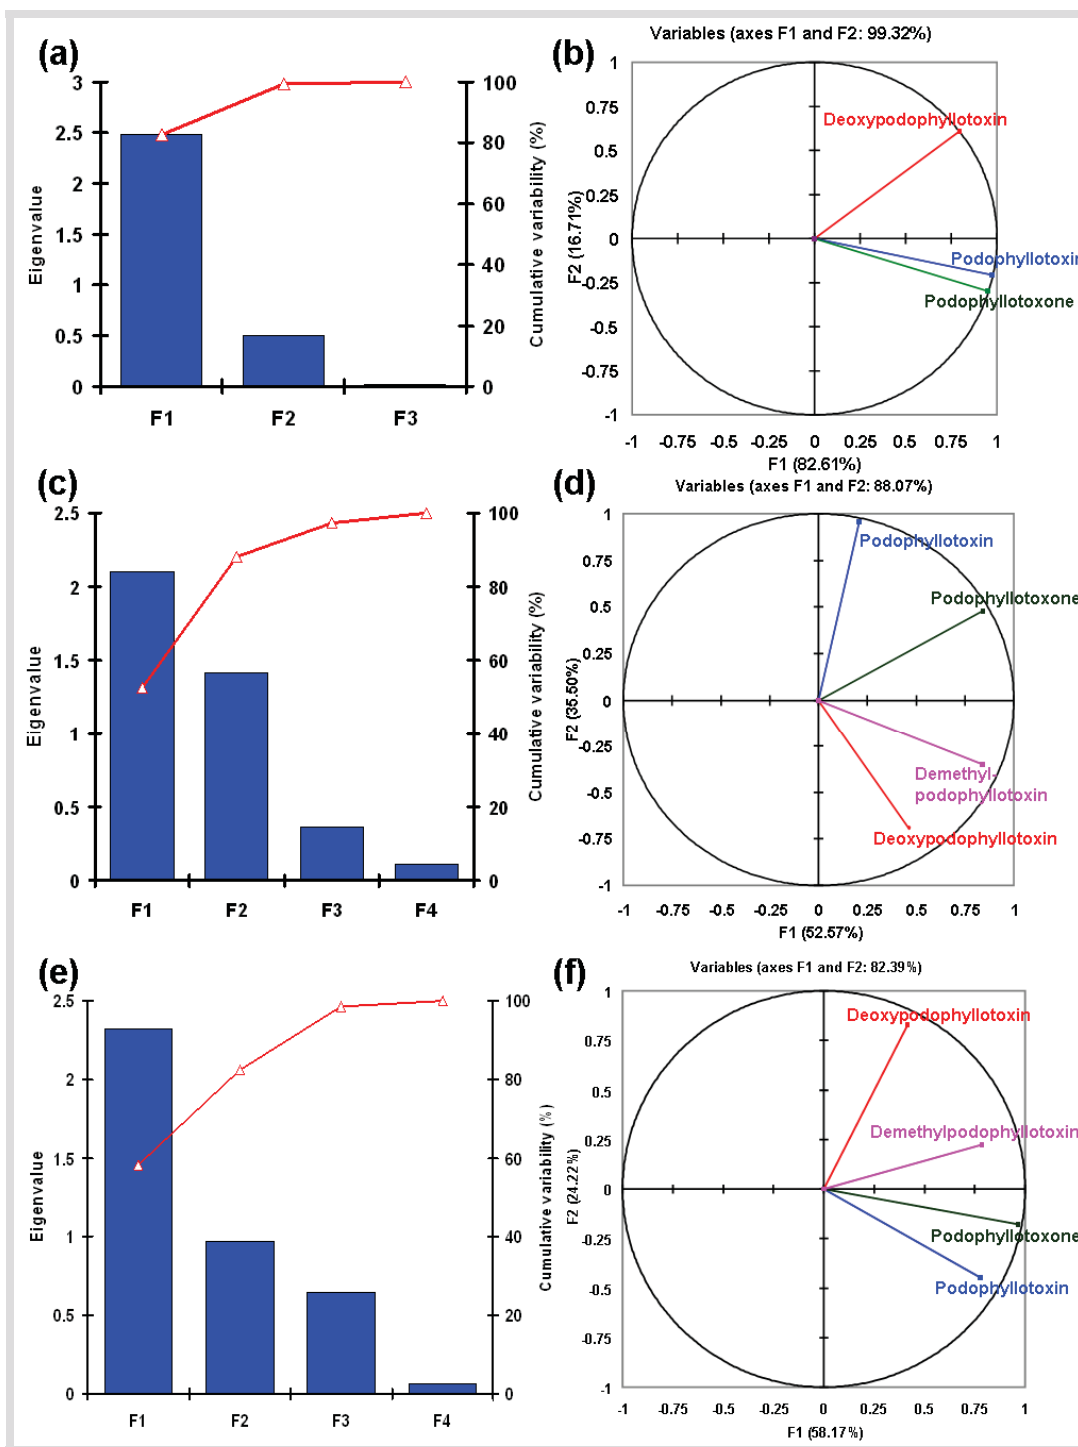 (a)
3
2.5
2
1.5
1
0.5
0
Eigenvalue
100
80
60
40
20
0
Cumulative variability (%)
F1 F2 F3
(b)
Variables (axes F1 and F2: 99.32%)
1
0.75
0.5
0.25
0
-0.25
-0.5
-0.75
-1
F2 (16.71%)
Deoxypodophyllotoxin
Podophyllotoxin
Podophyllotoxone
-1 -0.75 -0.5 -0.25 0 0.25 0.5 0.75 1
F1 (82.61%)
(c)
2.5
2
1.5
1
0.5
0
Eigenvalue
100
80
60
40
20
0
Cumulative variability (%)
F1 F2 F3 F4
(d)
Variables (axes F1 and F2: 88.07%)
1
0.75
0.5
0.25
0
-0.25
-0.5
-0.75
-1
F2 (35.50%)
Podophyllotoxin
Podophyllotoxone
Demethyl-
podophyllotoxin
Deoxypodophyllotoxin
-1 -0.75 -0.5 -0.25 0 0.25 0.5 0.75 1
F1 (52.57%)
(e)
2.5
2
1.5
1
0.5
0
Eigenvalue
100
80
60
40
20
0
Cumulative variability (%)
F1 F2 F3 F4
(f)
Variables (axes F1 and F2: 82.39%)
1
0.75
0.5
0.25
0
-0.25
-0.5
-0.75
-1
F2 (24.22%)
Deoxypodophyllotoxin
Demethylpodophyllotoxin
Podophyllotoxone
Podophyllotoxin
-1 -0.75 -0.5 -0.25 0 0.25 0.5 0.75 1
F1 (58.17%)